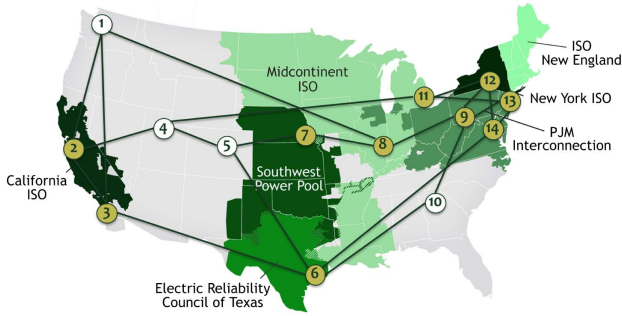 1
ISO
New England
Midcontinent
ISO
12
11
13
New York ISO
9
4
14
PJM
Interconnection
7
2
5
8
California
ISO
Southwest
Power Pool
10
3
6
Electric Reliability
Council of Texas